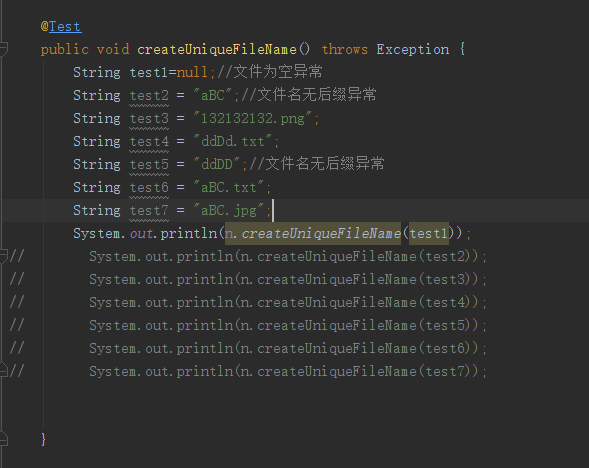 @Test
public void createUniqueFileName() throws Exception {
String test1=null;//文件为空异常
String test2 = "aBC";//文件名无后缀异常
String test3 = "132132132.png";
String test4 = "ddDd.txt";
String test5 = "ddDD";//文件名无后缀异常
String test6 = "aBC.txt";
String test7 = "aBC.jpg";
System.out.println(n.createUniqueFileName(test1));
// System.out.println(n.createUniqueFileName(test2));
// System.out.println(n.createUniqueFileName(test3));
// System.out.println(n.createUniqueFileName(test4));
// System.out.println(n.createUniqueFileName(test5));
// System.out.println(n.createUniqueFileName(test6));
// System.out.println(n.createUniqueFileName(test7));
}